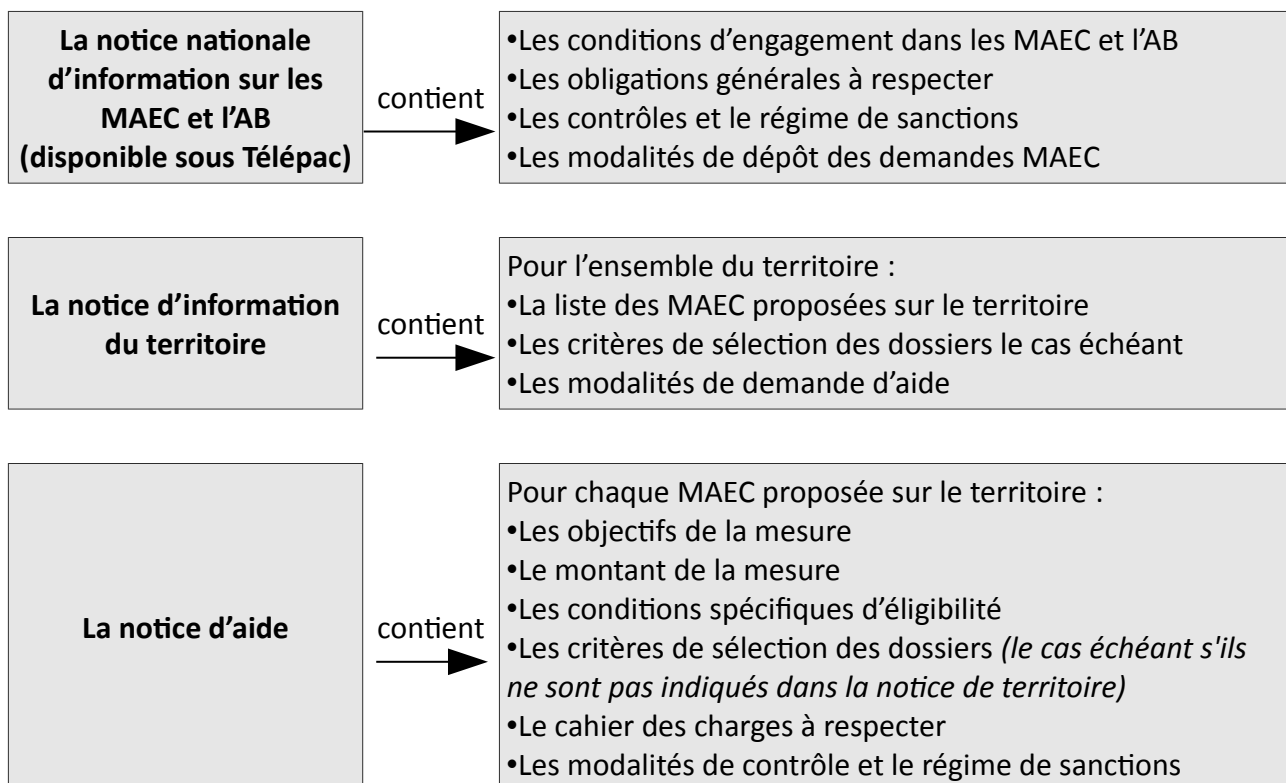 La notice nationale
d'information sur les
MAEC et l'AB
(disponible sous Télépac)
contient
•Les conditions d'engagement dans les MAEC et l'AB
•Les obligations générales à respecter
•Les contrôles et le régime de sanctions
•Les modalités de dépôt des demandes MAEC
La notice d'information
du territoire
contient
Pour l'ensemble du territoire :
•La liste des MAEC proposées sur le territoire
•Les critères de sélection des dossiers le cas échéant
•Les modalités de demande d'aide
La notice d'aide
contient
Pour chaque MAEC proposée sur le territoire :
•Les objectifs de la mesure
•Le montant de la mesure
•Les conditions spécifiques d'éligibilité
•Les critères de sélection des dossiers (le cas échéant s'ils
ne sont pas indiqués dans la notice de territoire)
•Le cahier des charges à respecter
•Les modalités de contrôle et le régime de sanctions